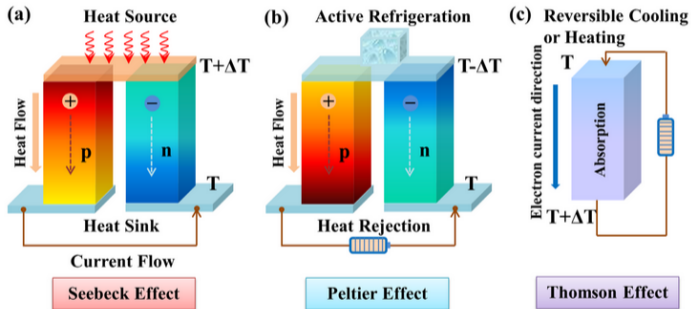 (a)
Heat Source
T+ΔT
Heat Flow
+
−
p
n
T
Heat Sink
Current Flow
Seebeck Effect
(b)
Active Refrigeration
T-ΔT
Heat Flow
+
−
p
n
T
Heat Rejection
Peltier Effect
(c)
Reversible Cooling
or Heating
T
Electron current direction
Absorption
T+ΔT
Thomson Effect